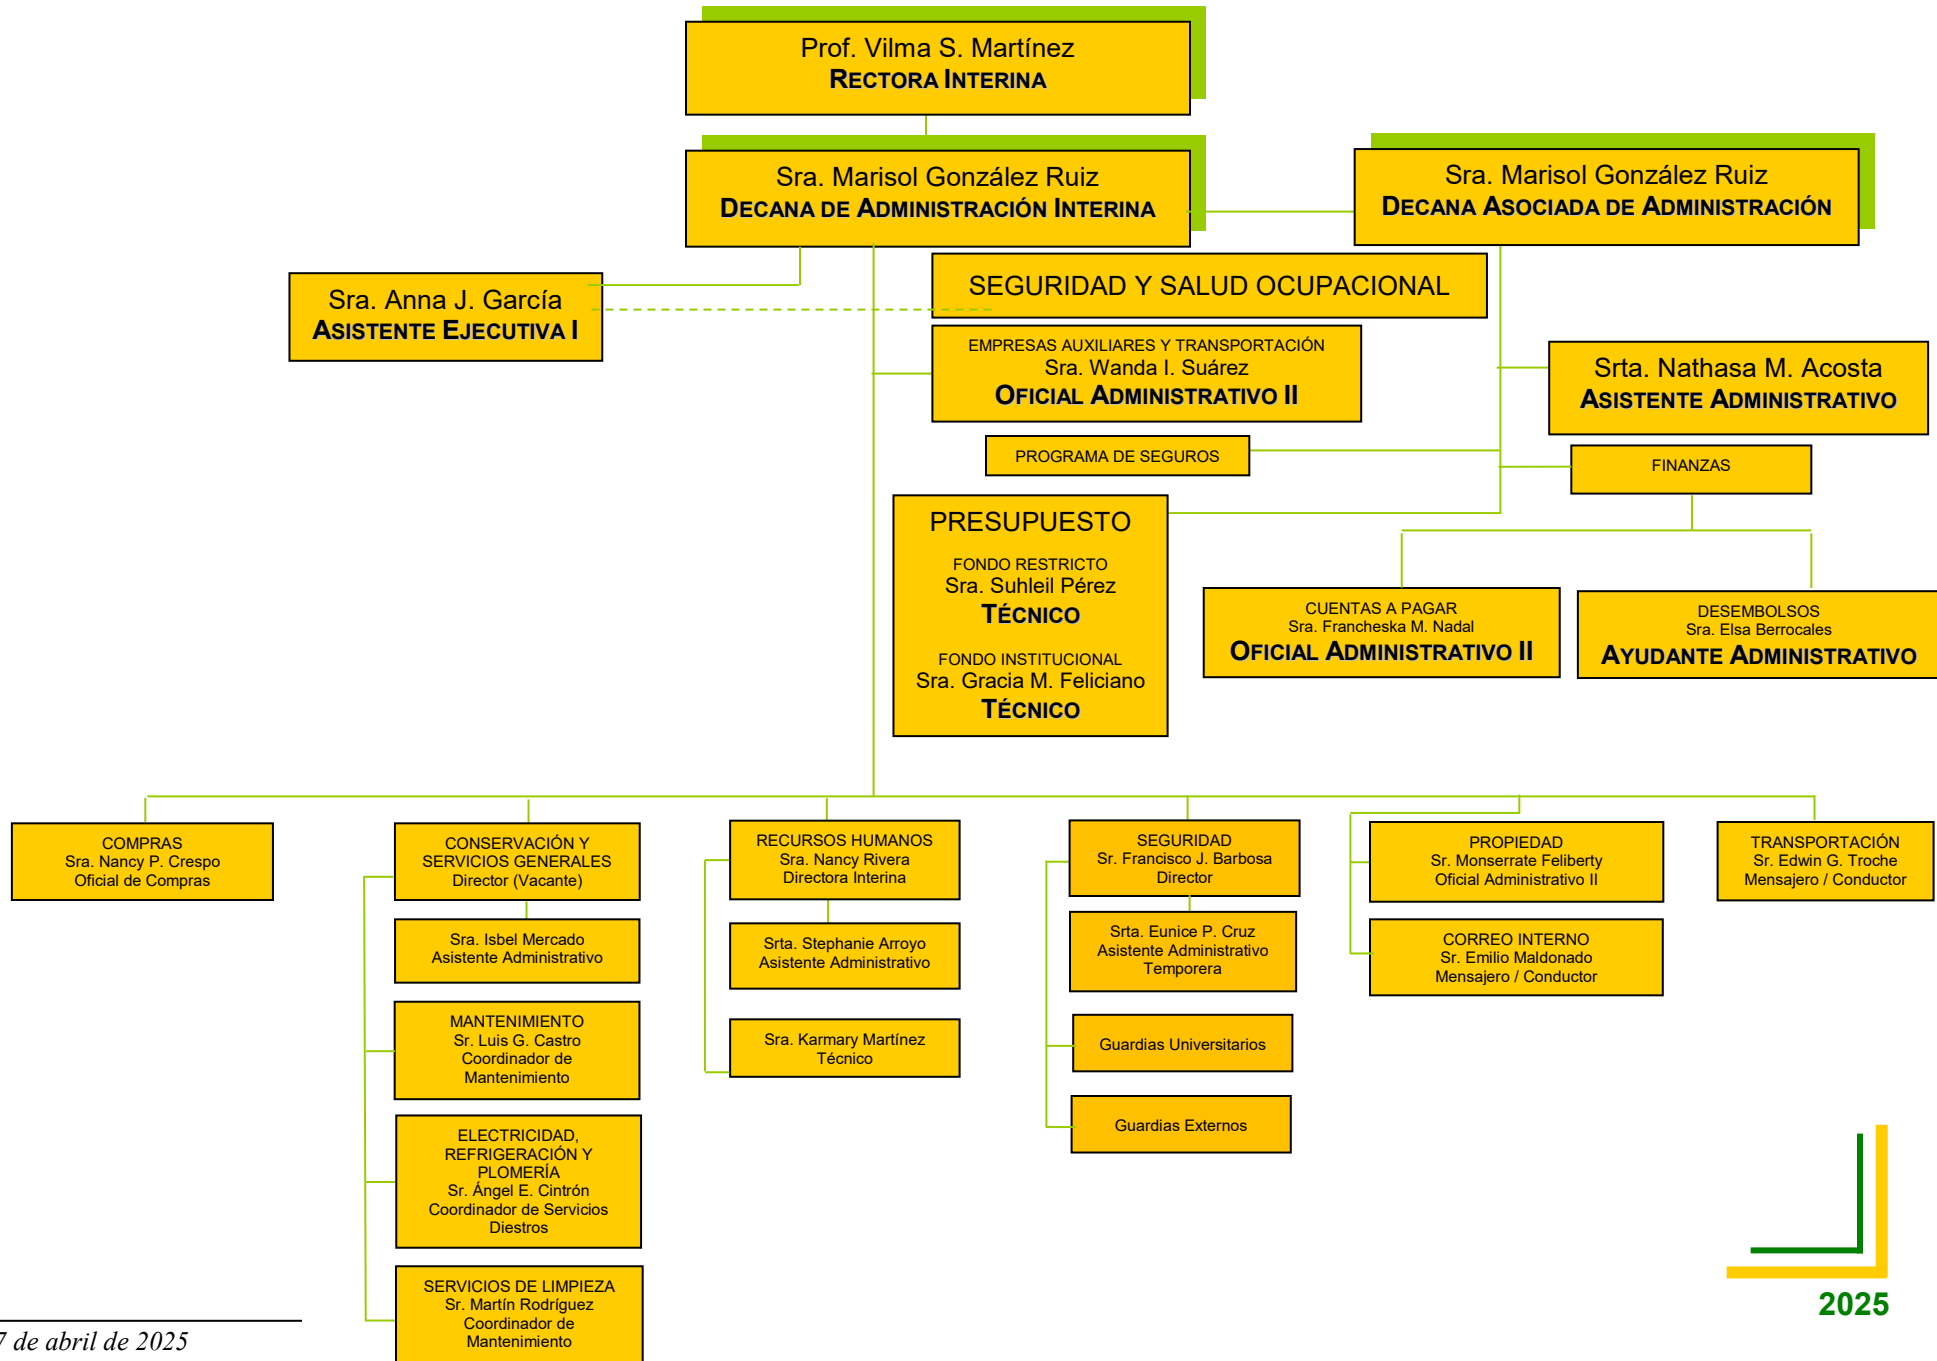 Prof. Vilma S. Martínez
RECTORA INTERINA
Sra. Marisol González Ruiz
DECANA DE ADMINISTRACIÓN INTERINA
Sra. Marisol González Ruiz
DECANA ASOCIADA DE ADMINISTRACIÓN
Sra. Anna J. García
ASISTENTE EJECUTIVA I
SEGURIDAD Y SALUD OCUPACIONAL
EMPRESAS AUXILIARES Y TRANSPORTACIÓN
Sra. Wanda I. Suárez
OFICIAL ADMINISTRATIVO II
Srta. Nathasa M. Acosta
ASISTENTE ADMINISTRATIVO
PROGRAMA DE SEGUROS
FINANZAS
PRESUPUESTO
FONDO RESTRICTO
Sra. Suhleil Pérez
TÉCNICO
FONDO INSTITUCIONAL
Sra. Gracia M. Feliciano
TÉCNICO
CUENTAS A PAGAR
Sra. Francheska M. Nadal
OFICIAL ADMINISTRATIVO II
DESEMBOLSOS
Sra. Elsa Berrocales
AYUDANTE ADMINISTRATIVO
COMPRAS
Sra. Nancy P. Crespo
Oficial de Compras
CONSERVACIÓN Y
SERVICIOS GENERALES
Director (Vacante)
Sra. Isbel Mercado
Asistente Administrativo
MANTENIMIENTO
Sr. Luis G. Castro
Coordinador de
Mantenimiento
ELECTRICIDAD,
REFRIGERACIÓN Y
PLOMERÍA
Sr. Ángel E. Cintrón
Coordinador de Servicios
Diestros
SERVICIOS DE LIMPIEZA
Sr. Martín Rodríguez
Coordinador de
Mantenimiento
RECURSOS HUMANOS
Sra. Nancy Rivera
Directora Interina
Srta. Stephanie Arroyo
Asistente Administrativo
Sra. Karmary Martínez
Técnico
SEGURIDAD
Sr. Francisco J. Barbosa
Director
Srta. Eunice P. Cruz
Asistente Administrativo
Temporera
Guardias Universitarios
Guardias Externos
PROPIEDAD
Sr. Monserrate Feliberty
Oficial Administrativo II
CORREO INTERNO
Sr. Emilio Maldonado
Mensajero / Conductor
TRANSPORTACIÓN
Sr. Edwin G. Troche
Mensajero / Conductor
2025
7 de abril de 2025